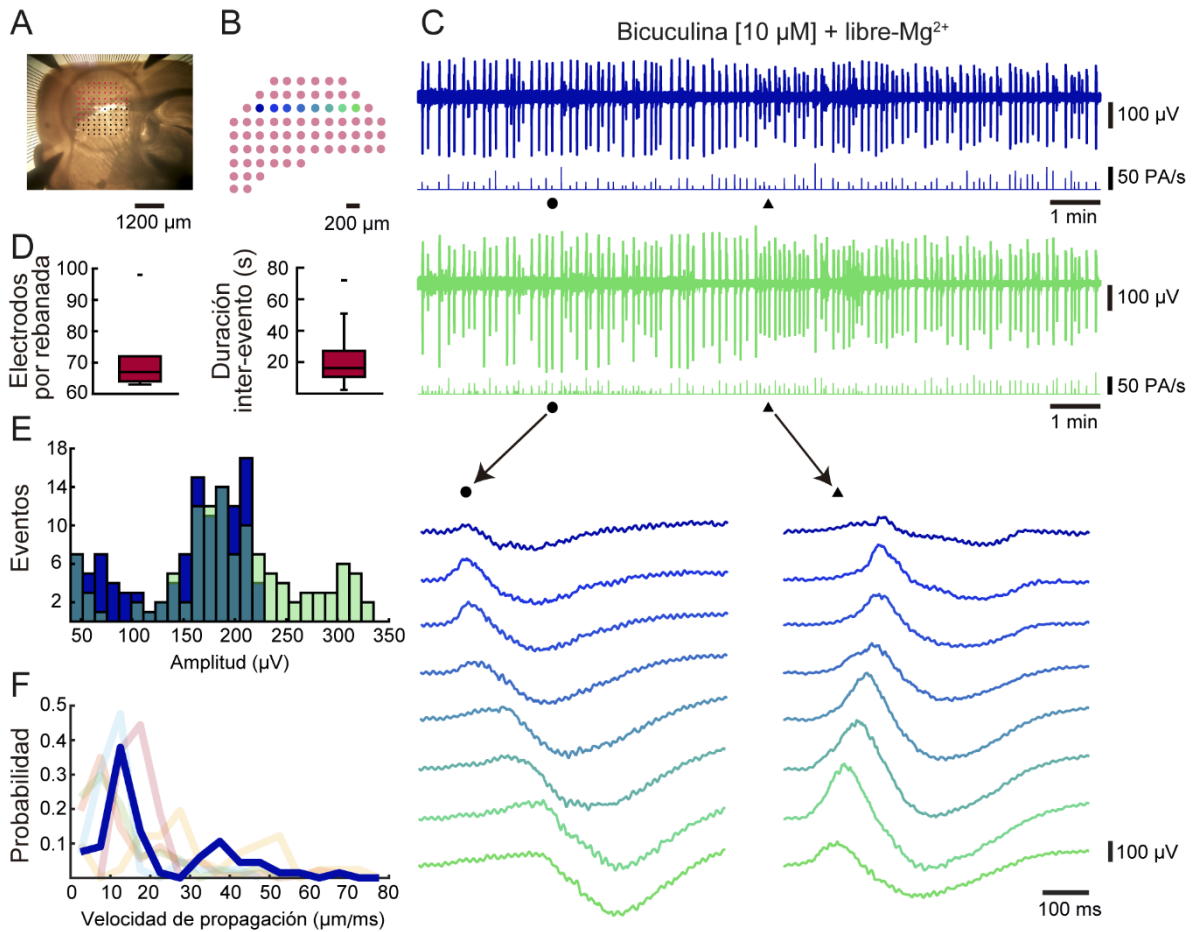 A
B
C
Bicuculina [10 µM] + libre-Mg²⁺
100 µV
50 PA/s
1 min
1200 µm
200 µm
100 µV
50 PA/s
1 min
D
Electrodos
por rebanada
100
90
80
70
60
Duración
inter-evento (s)
80
60
40
20
E
Eventos
18
14
10
6
2
50
100
150
200
250
300
350
Amplitud (µV)
F
Probabilidad
0.5
0.4
0.3
0.2
0.1
0
10
20
30
40
50
60
70
80
Velocidad de propagación (µm/ms)
100 µV
100 ms